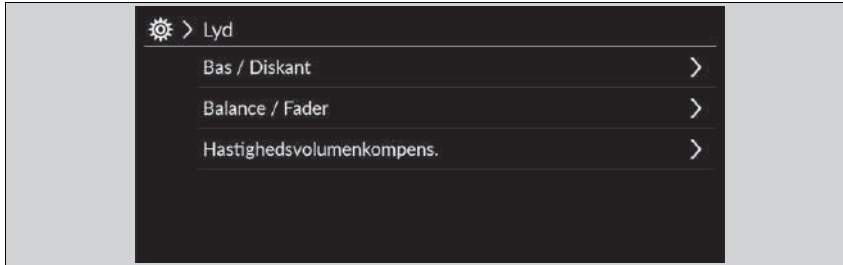 Lyd
Bas / Diskant
Balance / Fader
Hastighedsvolumenkompens.